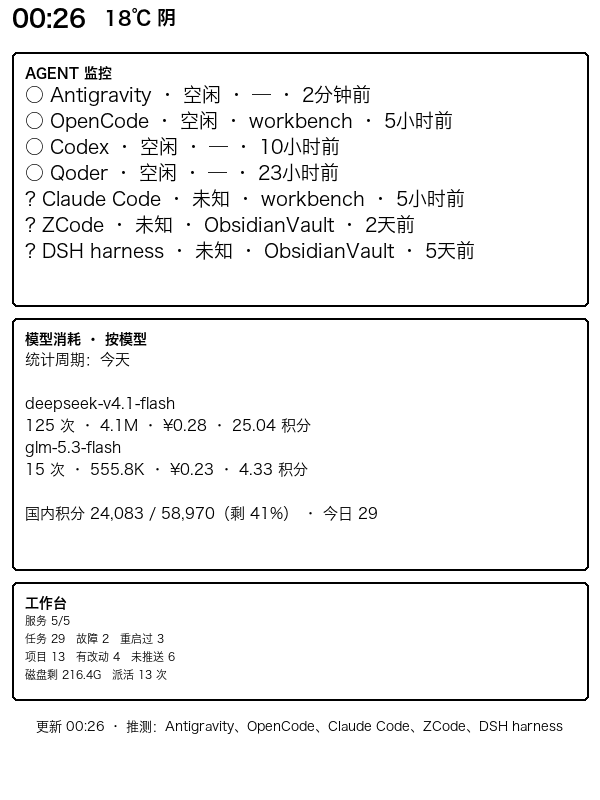 00:26 18℃ 阴
AGENT 监控
○ Antigravity · 空闲 · — · 2分钟前
○ OpenCode · 空闲 · workbench · 5小时前
○ Codex · 空闲 · — · 10小时前
○ Qoder · 空闲 · — · 23小时前
? Claude Code · 未知 · workbench · 5小时前
? ZCode · 未知 · ObsidianVault · 2天前
? DSH harness · 未知 · ObsidianVault · 5天前
模型消耗 · 按模型
统计周期：今天
deepseek-v4.1-flash
125 次 · 4.1M · ¥0.28 · 25.04 积分
glm-5.3-flash
15 次 · 555.8K · ¥0.23 · 4.33 积分
国内积分 24,083 / 58,970（剩 41%） · 今日 29
工作台
服务 5/5
任务 29 故障 2 重启过 3
项目 13 有改动 4 未推送 6
磁盘剩 216.4G 派活 13 次
更新 00:26 · 推测：Antigravity、OpenCode、Claude Code、ZCode、DSH harness